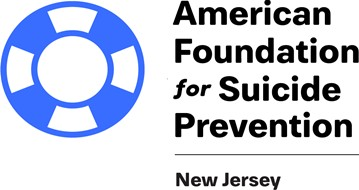 American
Foundation
for Suicide
Prevention
New Jersey